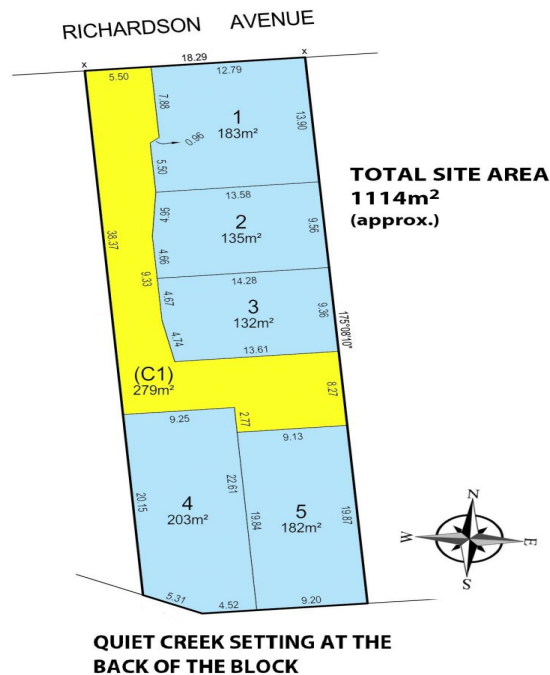 RICHARDSON AVENUE
x 18.29 x
5.50 12.79
7.88
1
183m²
13.90
0.96
5.50
TOTAL SITE AREA
1114m²
(approx.)
13.58
4.95
2
135m²
9.56
38.37
4.66
9.33
14.28
4.67
3
132m²
9.36
4.74
175°08'10"
13.61
(C1)
279m²
8.27
9.25
2.77
9.13
22.61
20.15
4
203m²
19.84
5
182m²
19.87
5.31
4.52
9.20
N
W
E
S
QUIET CREEK SETTING AT THE
BACK OF THE BLOCK